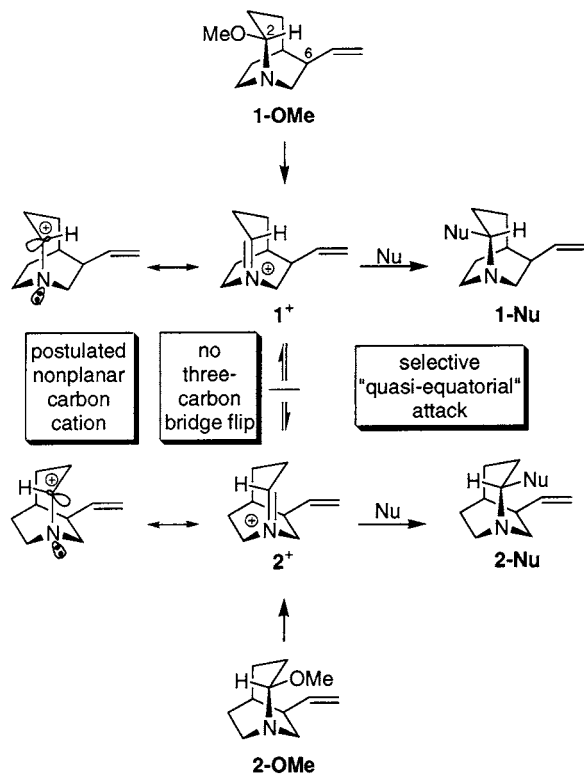 2
MeO
H
6
N
1-OMe
⊕
H
N
H
N
⊕
1⁺
Nu
Nu
H
N
1-Nu
postulated
nonplanar
carbon
cation
no
three-
carbon
bridge flip
selective
"quasi-equatorial"
attack
⊕
H
N
H
⊕
N
2⁺
Nu
H
Nu
N
2-Nu
H
OMe
N
2-OMe